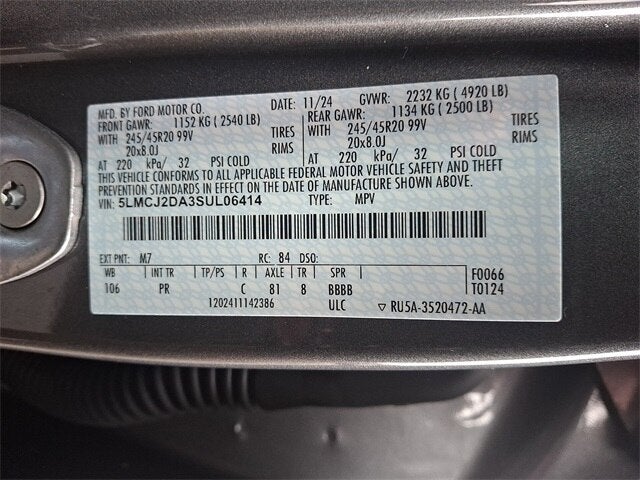 MFD. BY FORD MOTOR CO. DATE: 11/24 GVWR: 2232 KG ( 4920 LB)
FRONT GAWR: 1152 KG ( 2540 LB) REAR GAWR: 1134 KG ( 2500 LB)
WITH 245/45R20 99V TIRES WITH 245/45R20 99V TIRES
20x8.0J RIMS 20x8.0J RIMS
AT 220 kPa/ 32 PSI COLD AT 220 kPa/ 32 PSI COLD
THIS VEHICLE CONFORMS TO ALL APPLICABLE FEDERAL MOTOR VEHICLE SAFETY AND THEFT
PREVENTION STANDARDS IN EFFECT ON THE DATE OF MANUFACTURE SHOWN ABOVE.
VIN: 5LMCJ2DA3SUL06414 TYPE: MPV
EXT PNT: M7 RC: 84 DSO:
WB INT TR TP/PS R AXLE TR SPR F0066
106 PR C 81 8 BBBB T0124
1202411142386 ULC ▽ RU5A-3520472-AA